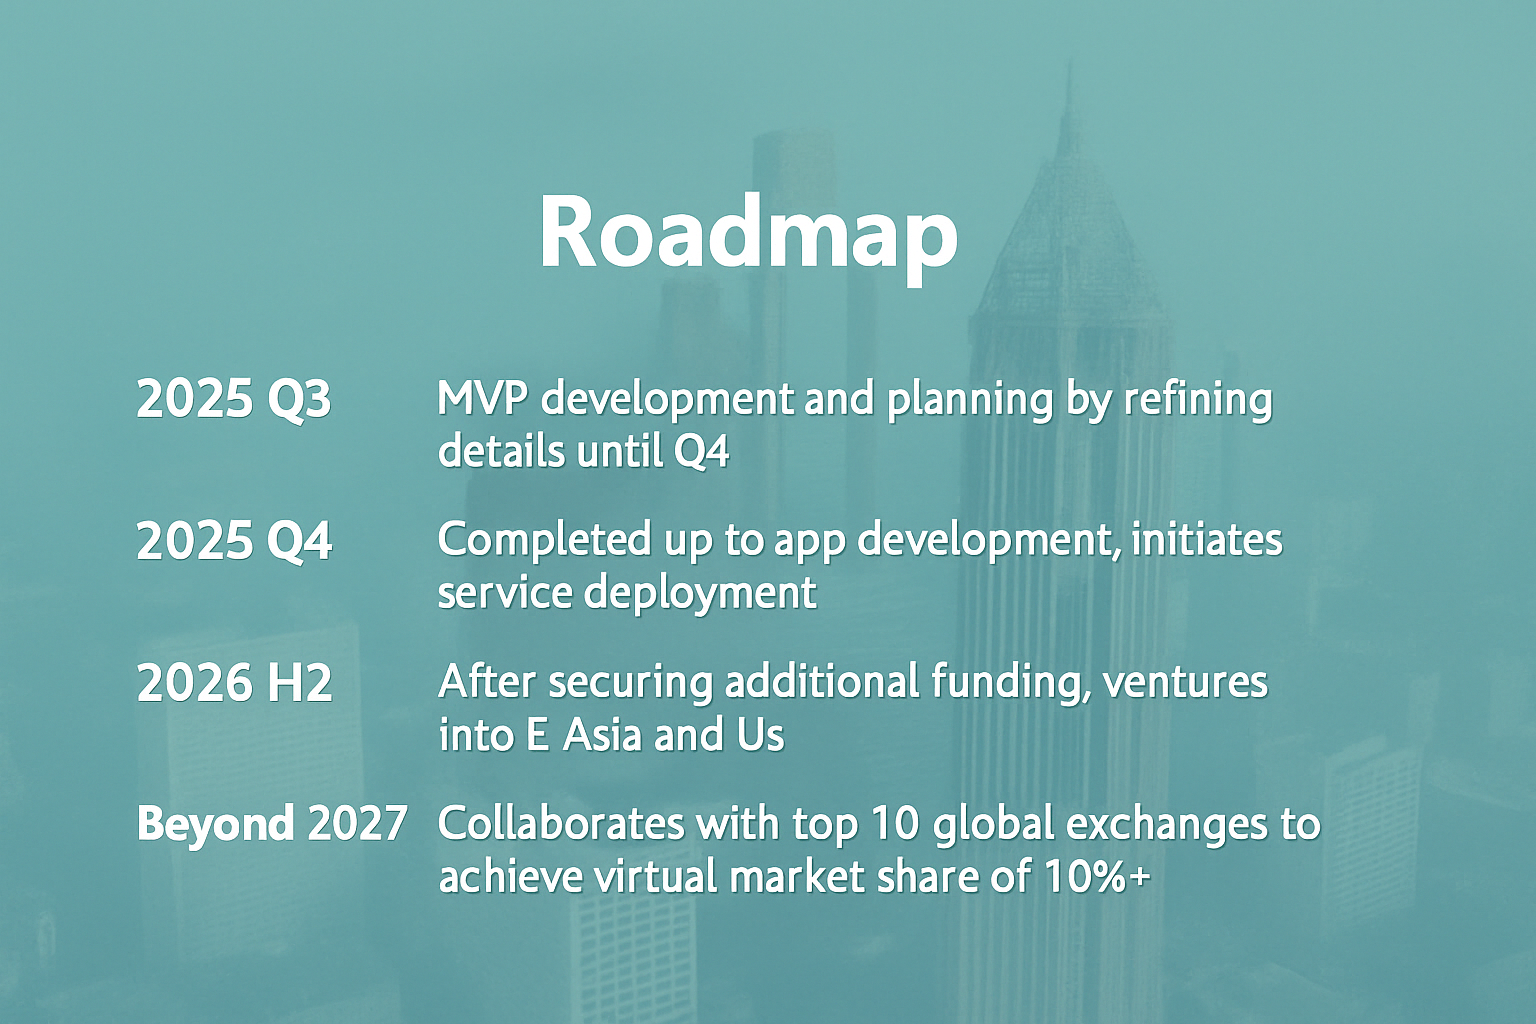 Roadmap
2025 Q3
MVP development and planning by refining
details until Q4
2025 Q4
Completed up to app development, initiates
service deployment
2026 H2
After securing additional funding, ventures
into E Asia and Us
Beyond 2027
Collaborates with top 10 global exchanges to
achieve virtual market share of 10%+